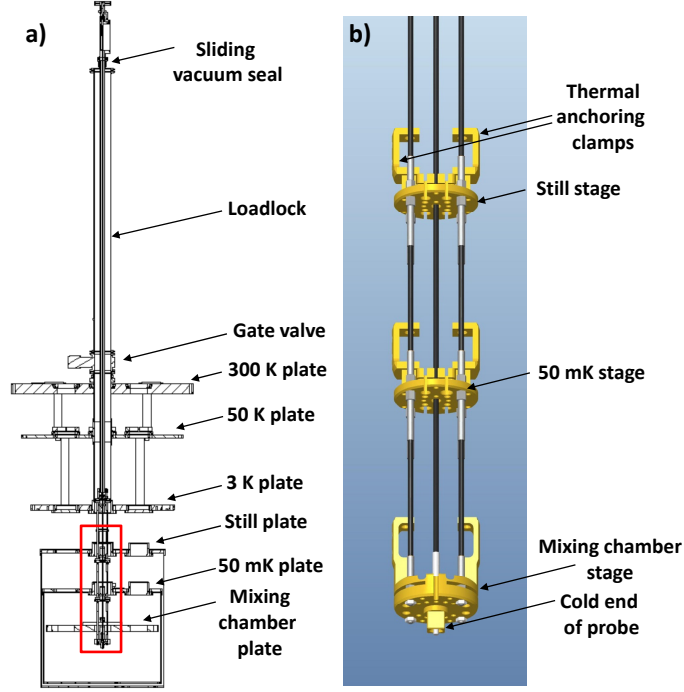 a)
Sliding
vacuum seal
Loadlock
Gate valve
300 K plate
50 K plate
3 K plate
Still plate
50 mK plate
Mixing
chamber
plate
b)
Thermal
anchoring
clamps
Still stage
50 mK stage
Mixing chamber
stage
Cold end
of probe